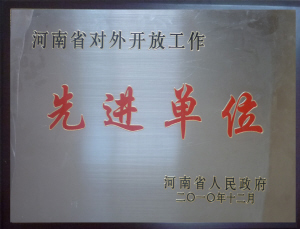 河南省对外开放工作
先进单位
河南省人民政府
二〇一〇年十二月